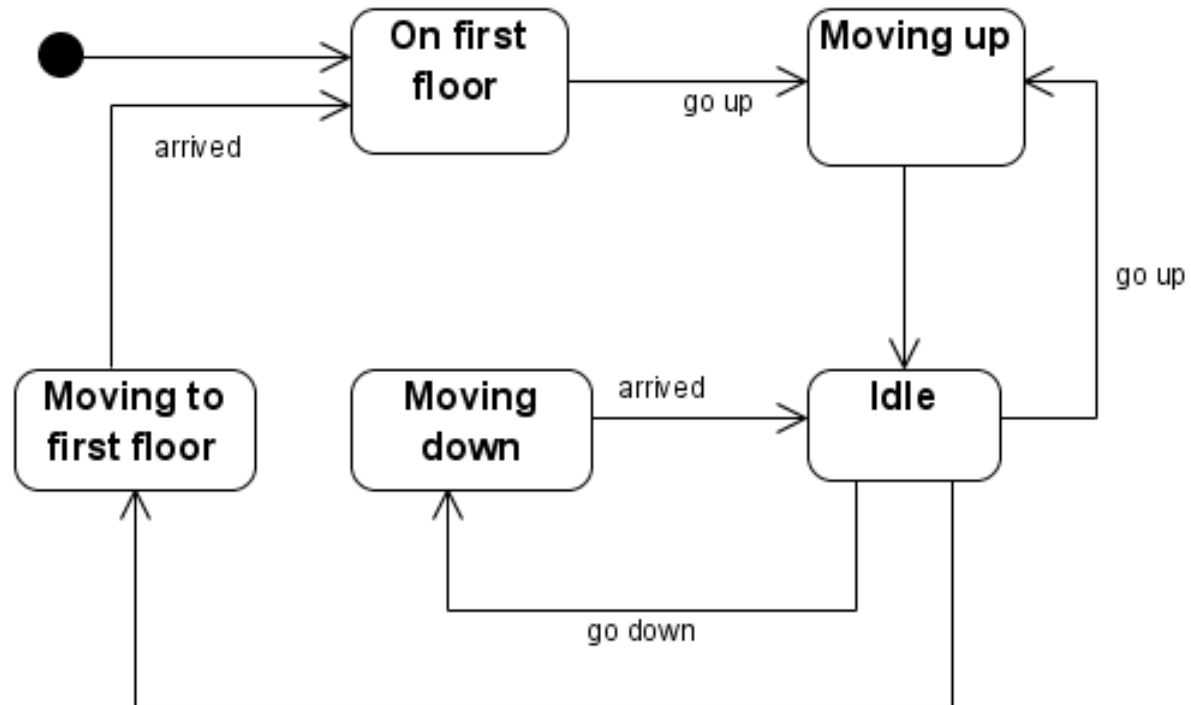 On first
floor
Moving up
go up
arrived
go up
Moving to
first floor
Moving
down
arrived
Idle
go down